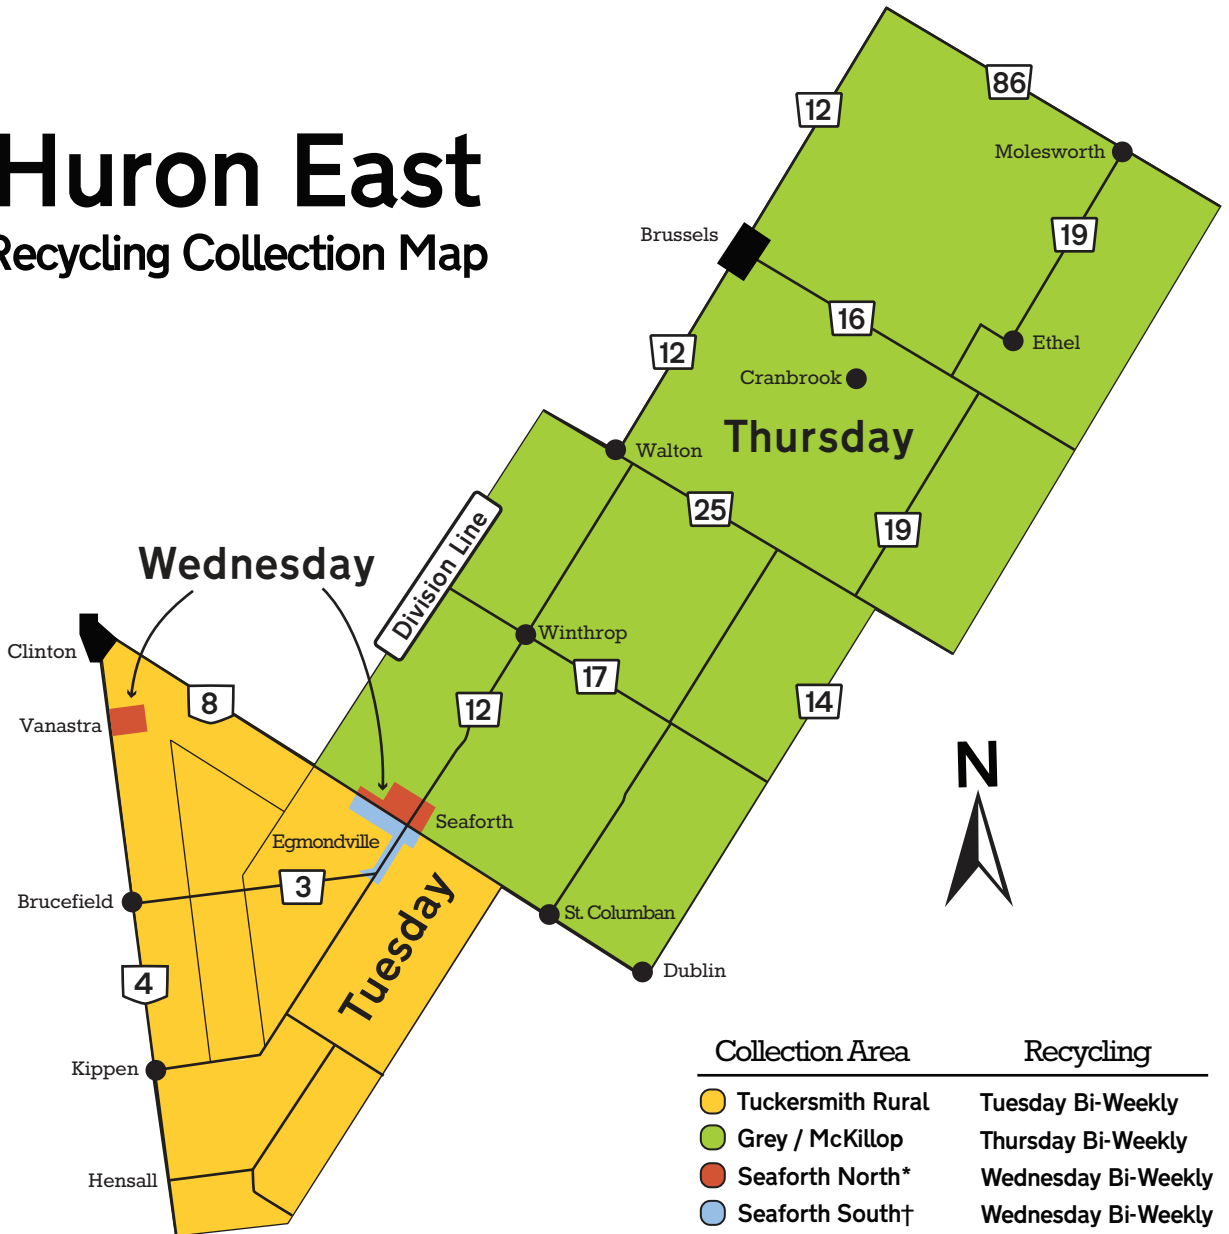 Huron East
Recycling Collection Map
86
12
Molesworth
19
Brussels
16
Ethel
12
Cranbrook
Thursday
Walton
25
19
Division Line
Wednesday
Winthrop
Clinton
17
8
12
14
Vanastra
N
Seaforth
Egmondville
3
Tuesday
Brucefield
St. Columban
Dublin
4
Kippen
Hensall
Collection Area Recycling
Tuckersmith Rural Tuesday Bi-Weekly
Grey / McKillop Thursday Bi-Weekly
Seaforth North* Wednesday Bi-Weekly
Seaforth South† Wednesday Bi-Weekly